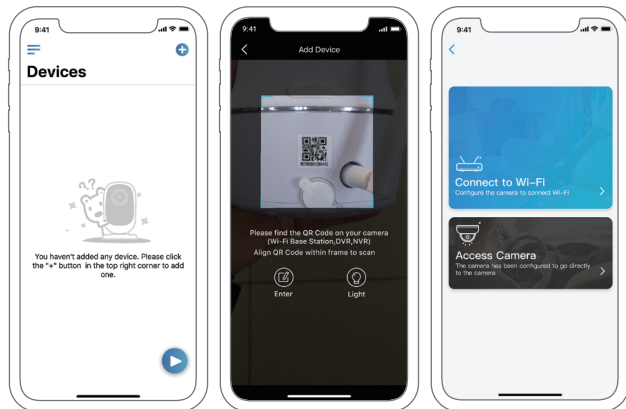 9:41
Devices
??
You haven't added any device. Please click
the "+" button in the top right corner to add
one.
9:41
Add Device
Please find the QR Code on your camera
(Wi-Fi Base Station,DVR,NVR)
Align QR Code within frame to scan
Enter
Light
9:41
Connect to Wi-Fi
Configure the camera to connect Wi-Fi
Access Camera
The camera has been configured to go directly
to the camera